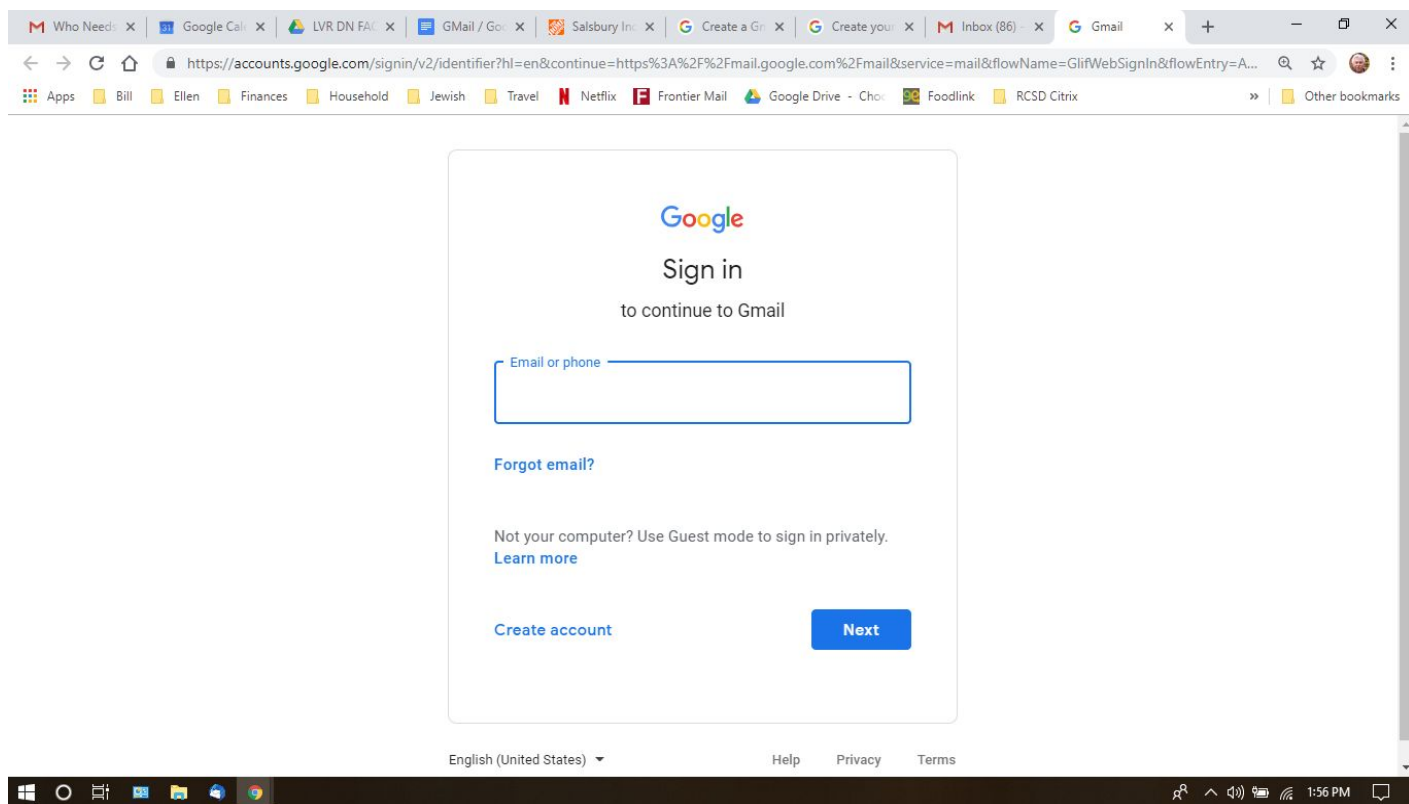 Who Needs
Google Cale
LVR DN FAC
GMail / Goo
Salsbury Inc
Create a Gm
Create your
Inbox (86) -
Gmail
https://accounts.google.com/signin/v2/identifier?hl=en&continue=https%3A%2F%2Fmail.google.com%2Fmail&service=mail&flowName=GlifWebSignIn&flowEntry=A...
Apps Bill Ellen Finances Household Jewish Travel Netflix Frontier Mail Google Drive - Choo Foodlink RCSD Citrix » Other bookmarks
Google
Sign in
to continue to Gmail
Email or phone
Forgot email?
Not your computer? Use Guest mode to sign in privately.
Learn more
Create account
Next
English (United States)
Help Privacy Terms
1:56 PM